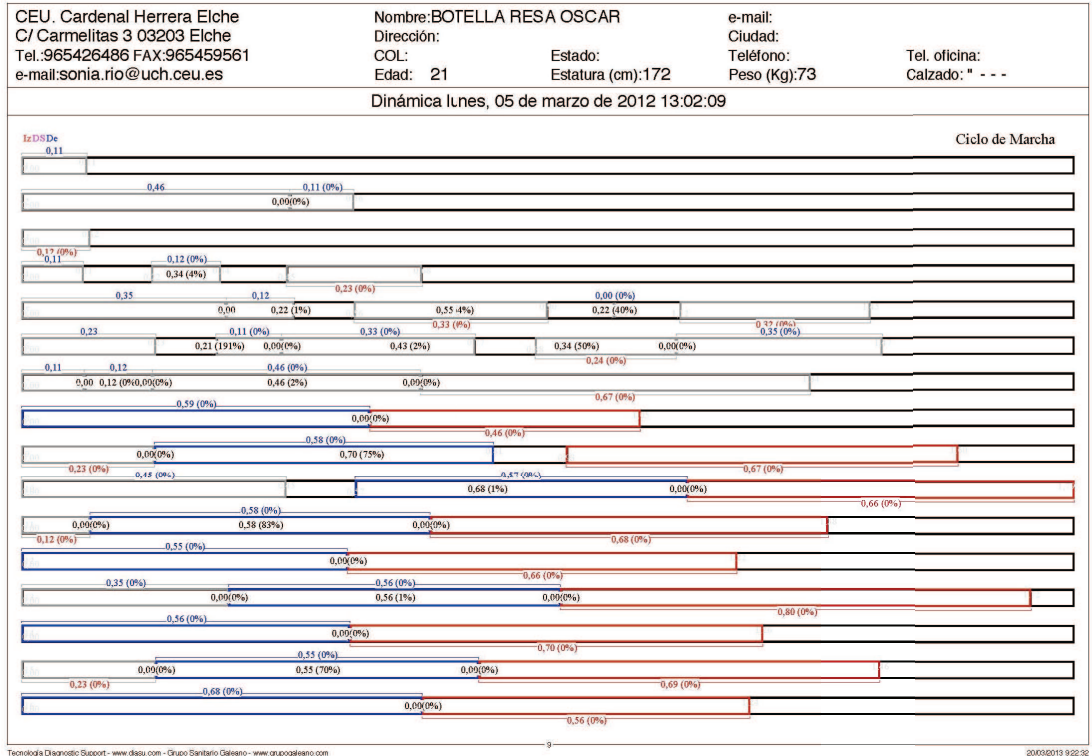 CEU. Cardenal Herrera Elche
C/ Carmelitas 3 03203 Elche
Tel.:965426486 FAX:965459561
e-mail:sonia.rio@uch.ceu.es
Nombre:BOTELLA RESA OSCAR
Dirección:
COL: Estado:
Edad: 21 Estatura (cm):172
e-mail:
Ciudad:
Teléfono: Tel. oficina:
Peso (Kg):73 Calzado: " - - -
Dinámica lunes, 05 de marzo de 2012 13:02:09
IzDSDe
Ciclo de Marcha
0,11
0,46 0,11 (0%)
0,00(0%)
0,12 (0%)
0,11 0,12 (0%)
0,34 (4%)
0,23 (0%)
0,35 0,12 0,00 (0%)
0,00 0,22 (1%) 0,55 (4%) 0,22 (40%)
0,33 (0%) 0,32 (0%)
0,23 0,11 (0%) 0,33 (0%) 0,35 (0%)
0,21 (191%) 0,00(0%) 0,43 (2%) 0,34 (50%) 0,00(0%)
0,24 (0%)
0,11 0,12 0,46 (0%)
0,00 0,12 (0%0,00(0%) 0,46 (2%) 0,00(0%)
0,67 (0%)
0,59 (0%)
0,00(0%)
0,46 (0%)
0,58 (0%)
0,00(0%) 0,70 (75%)
0,23 (0%) 0,67 (0%)
0,45 (0%) 0,57 (0%)
0,68 (1%) 0,00(0%)
0,66 (0%)
0,58 (0%)
0,00(0%) 0,58 (83%) 0,00(0%)
0,12 (0%) 0,68 (0%)
0,55 (0%)
0,00(0%)
0,66 (0%)
0,35 (0%) 0,56 (0%)
0,00(0%) 0,56 (1%) 0,00(0%)
0,80 (0%)
0,56 (0%)
0,00(0%)
0,70 (0%)
0,55 (0%)
0,00(0%) 0,55 (70%) 0,00(0%)
0,23 (0%) 0,69 (0%)
0,68 (0%)
0,00(0%)
0,56 (0%)
9
Tecnología Diagnostic Support - www.diasu.com - Grupo Sanitario Galeano - www.grupogaleano.com
20/03/2013 9:22:32